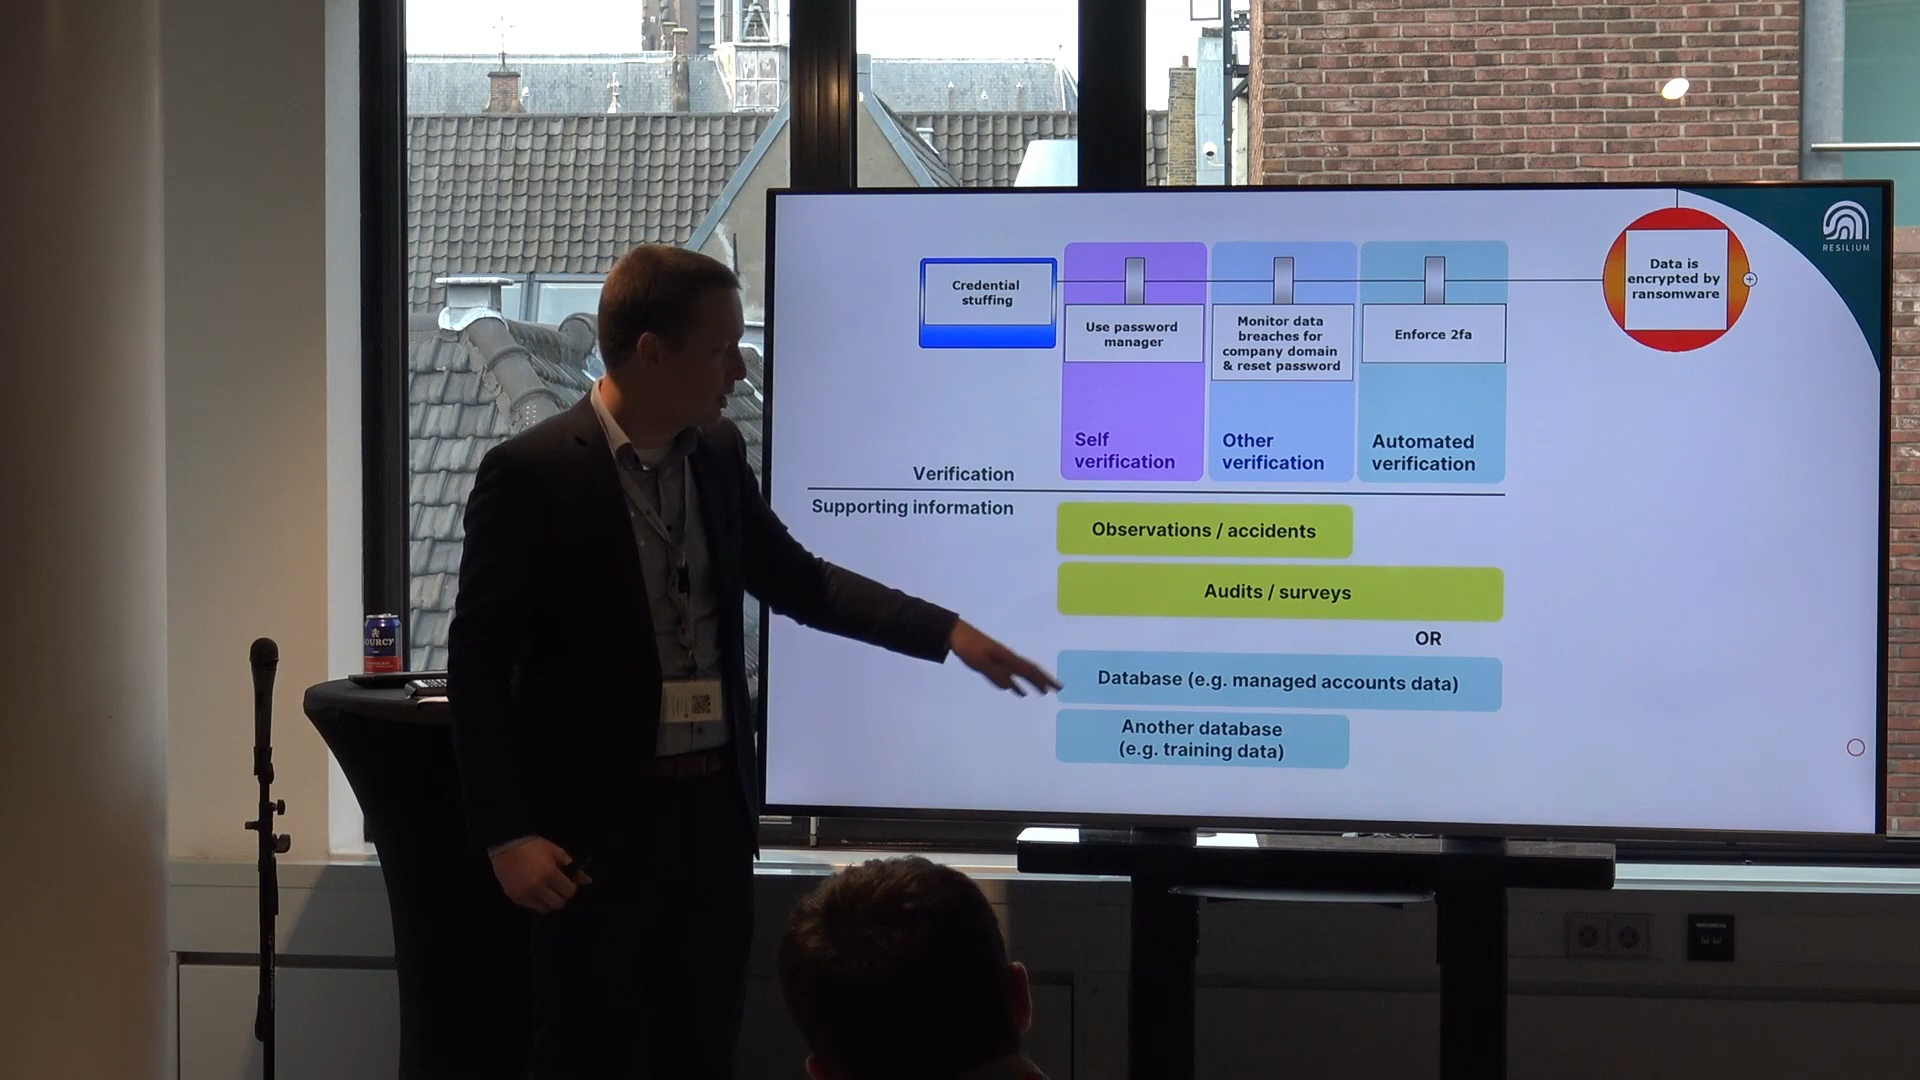 RESILIUM
Credential
stuffing
Use password
manager
Monitor data
breaches for
company domain
& reset password
Enforce 2fa
Data is
encrypted by
ransomware
Self
verification
Other
verification
Automated
verification
Verification
Supporting information
Observations / accidents
Audits / surveys
OR
Database (e.g. managed accounts data)
Another database
(e.g. training data)